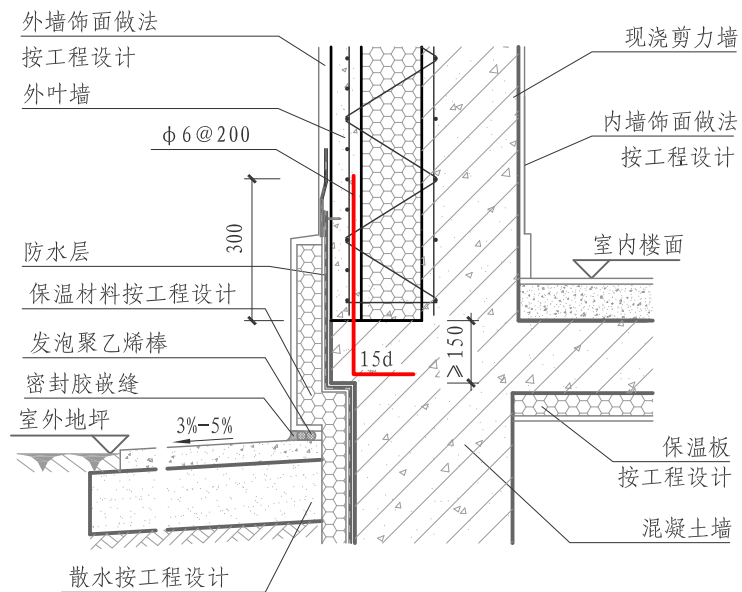 外墙饰面做法
按工程设计
外叶墙
ф6@200
300
防水层
保温材料按工程设计
发泡聚乙烯棒
密封胶嵌缝
室外地坪
3%-5%
散水按工程设计
15d
≥150
现浇剪力墙
内墙饰面做法
按工程设计
室内楼面
保温板
按工程设计
混凝土墙